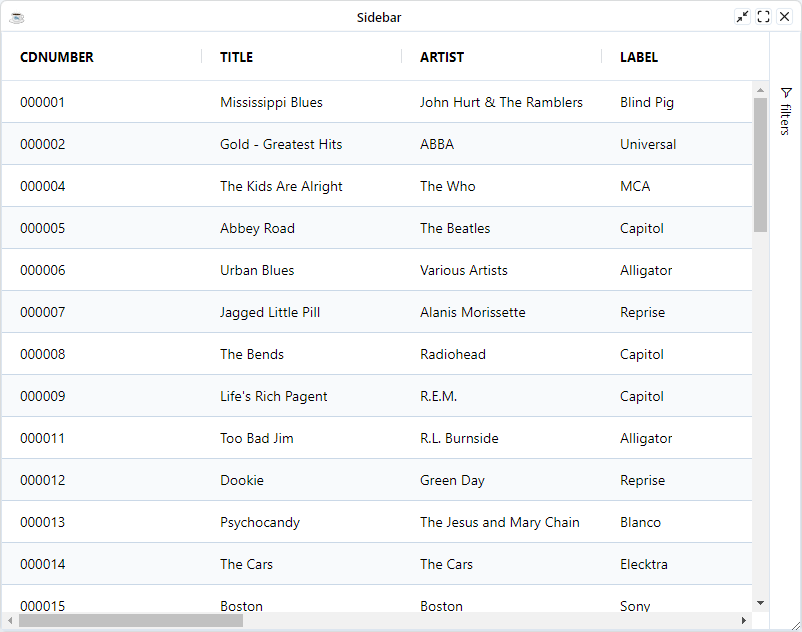 Sidebar
CDNUMBER TITLE ARTIST LABEL
000001 Mississippi Blues John Hurt & The Ramblers Blind Pig
000002 Gold - Greatest Hits ABBA Universal
000004 The Kids Are Alright The Who MCA
000005 Abbey Road The Beatles Capitol
000006 Urban Blues Various Artists Alligator
000007 Jagged Little Pill Alanis Morissette Reprise
000008 The Bends Radiohead Capitol
000009 Life's Rich Pagent R.E.M. Capitol
000011 Too Bad Jim R.L. Burnside Alligator
000012 Dookie Green Day Reprise
000013 Psychocandy The Jesus and Mary Chain Blanco
000014 The Cars The Cars Elecktra
000015 Boston Boston Sony
filters